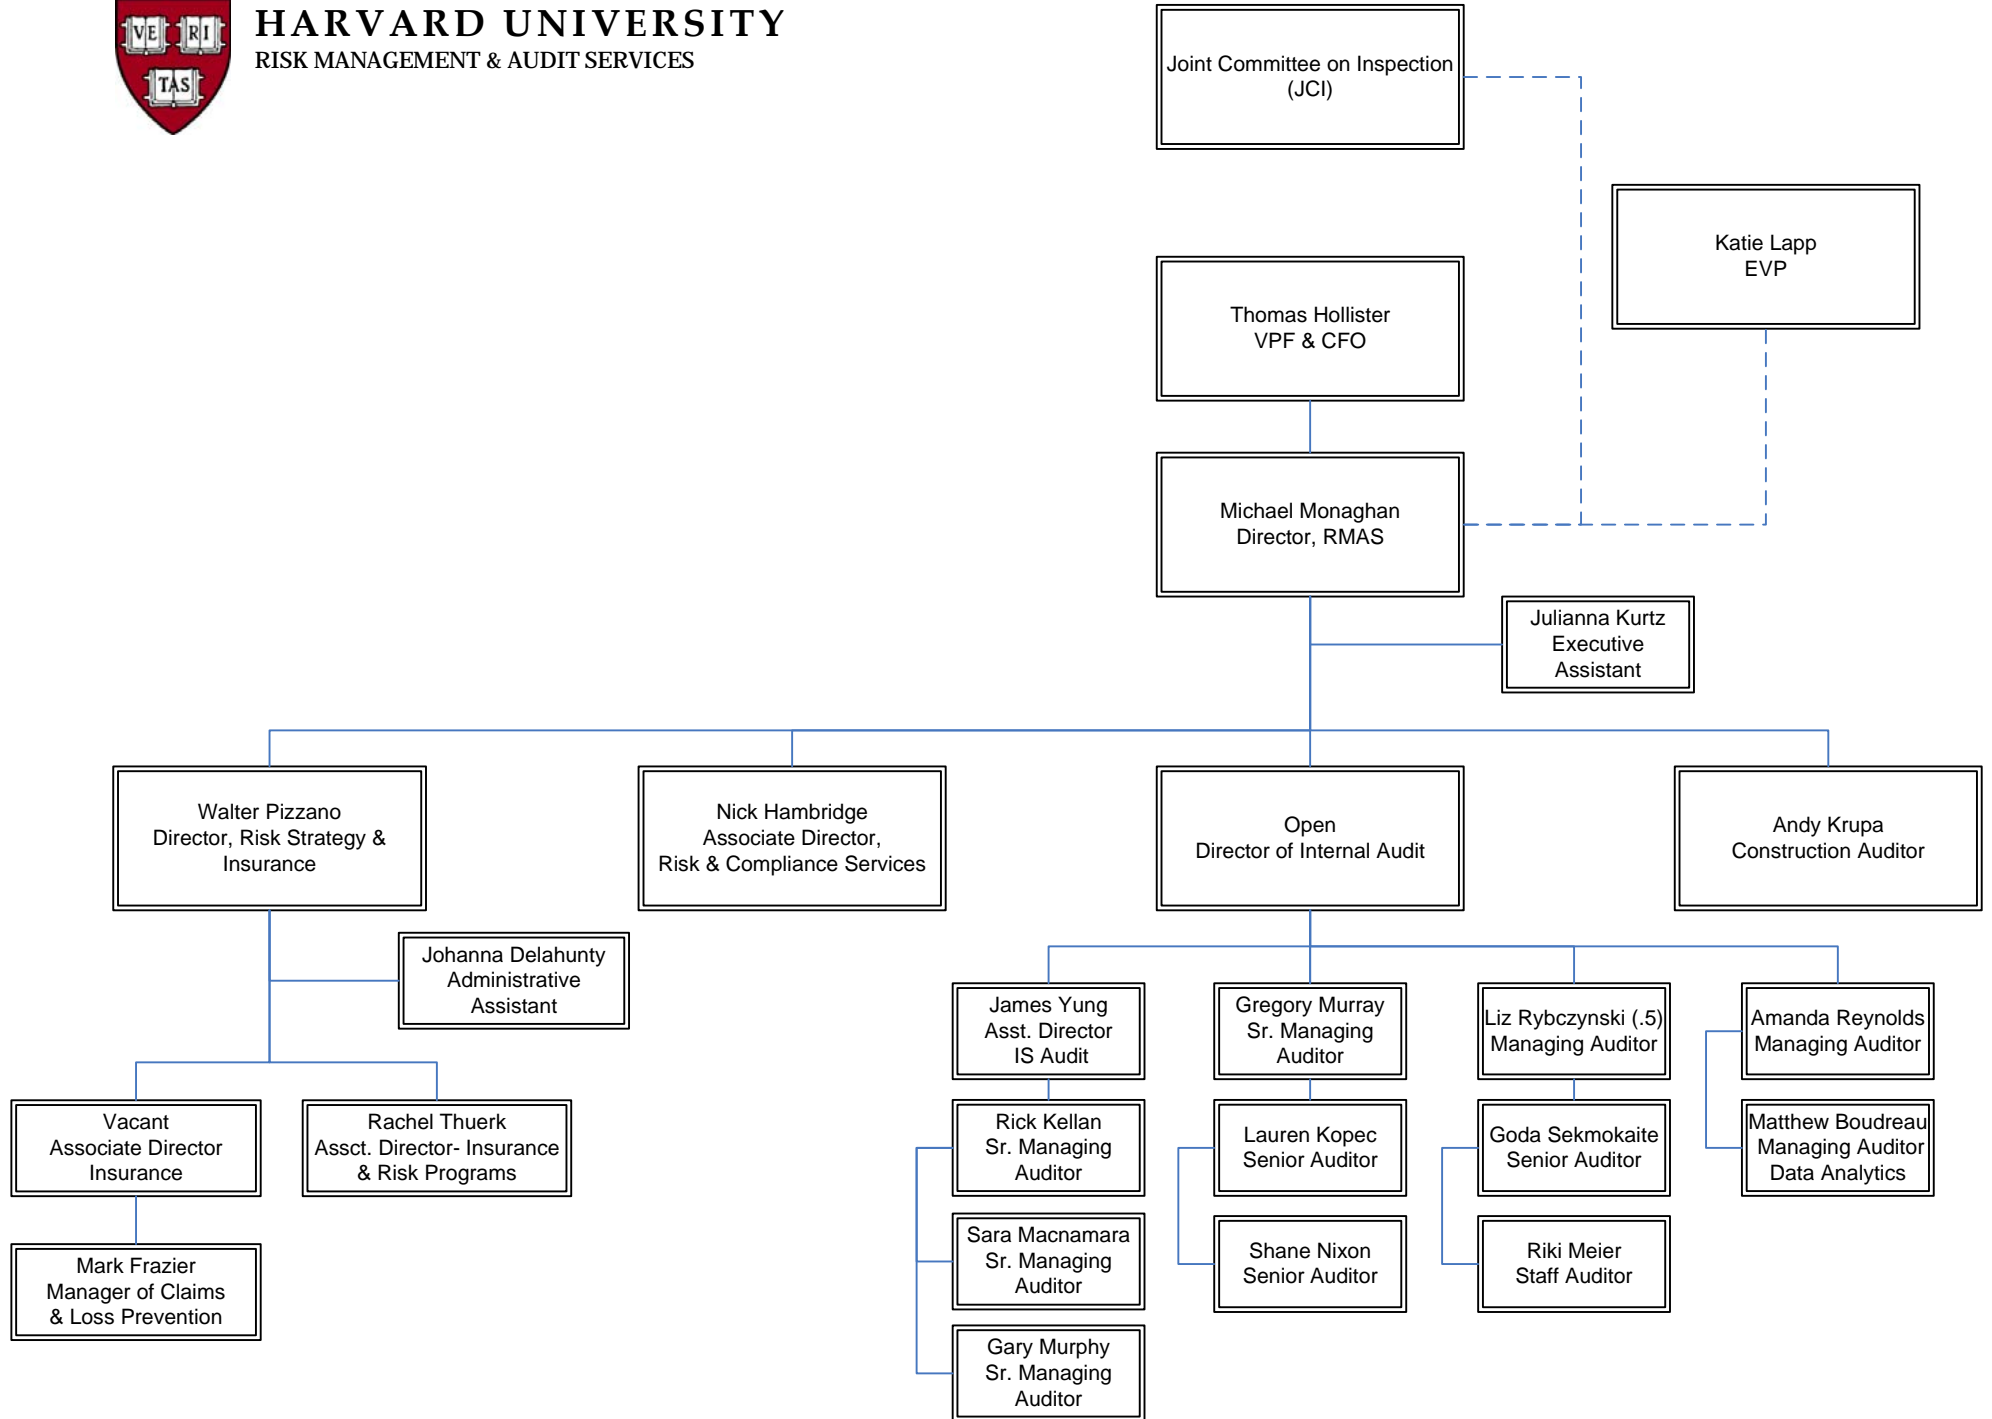 VE RI
TAS
HARVARD UNIVERSITY
RISK MANAGEMENT & AUDIT SERVICES
Joint Committee on Inspection
(JCI)
Katie Lapp
EVP
Thomas Hollister
VPF & CFO
Michael Monaghan
Director, RMAS
Julianna Kurtz
Executive
Assistant
Walter Pizzano
Director, Risk Strategy &
Insurance
Nick Hambridge
Associate Director,
Risk & Compliance Services
Open
Director of Internal Audit
Andy Krupa
Construction Auditor
Johanna Delahunty
Administrative
Assistant
Vacant
Associate Director
Insurance
Rachel Thuerk
Assct. Director- Insurance
& Risk Programs
Mark Frazier
Manager of Claims
& Loss Prevention
James Yung
Asst. Director
IS Audit
Gregory Murray
Sr. Managing
Auditor
Liz Rybczynski (.5)
Managing Auditor
Amanda Reynolds
Managing Auditor
Rick Kellan
Sr. Managing
Auditor
Lauren Kopec
Senior Auditor
Goda Sekmokaite
Senior Auditor
Matthew Boudreau
Managing Auditor
Data Analytics
Sara Macnamara
Sr. Managing
Auditor
Shane Nixon
Senior Auditor
Riki Meier
Staff Auditor
Gary Murphy
Sr. Managing
Auditor